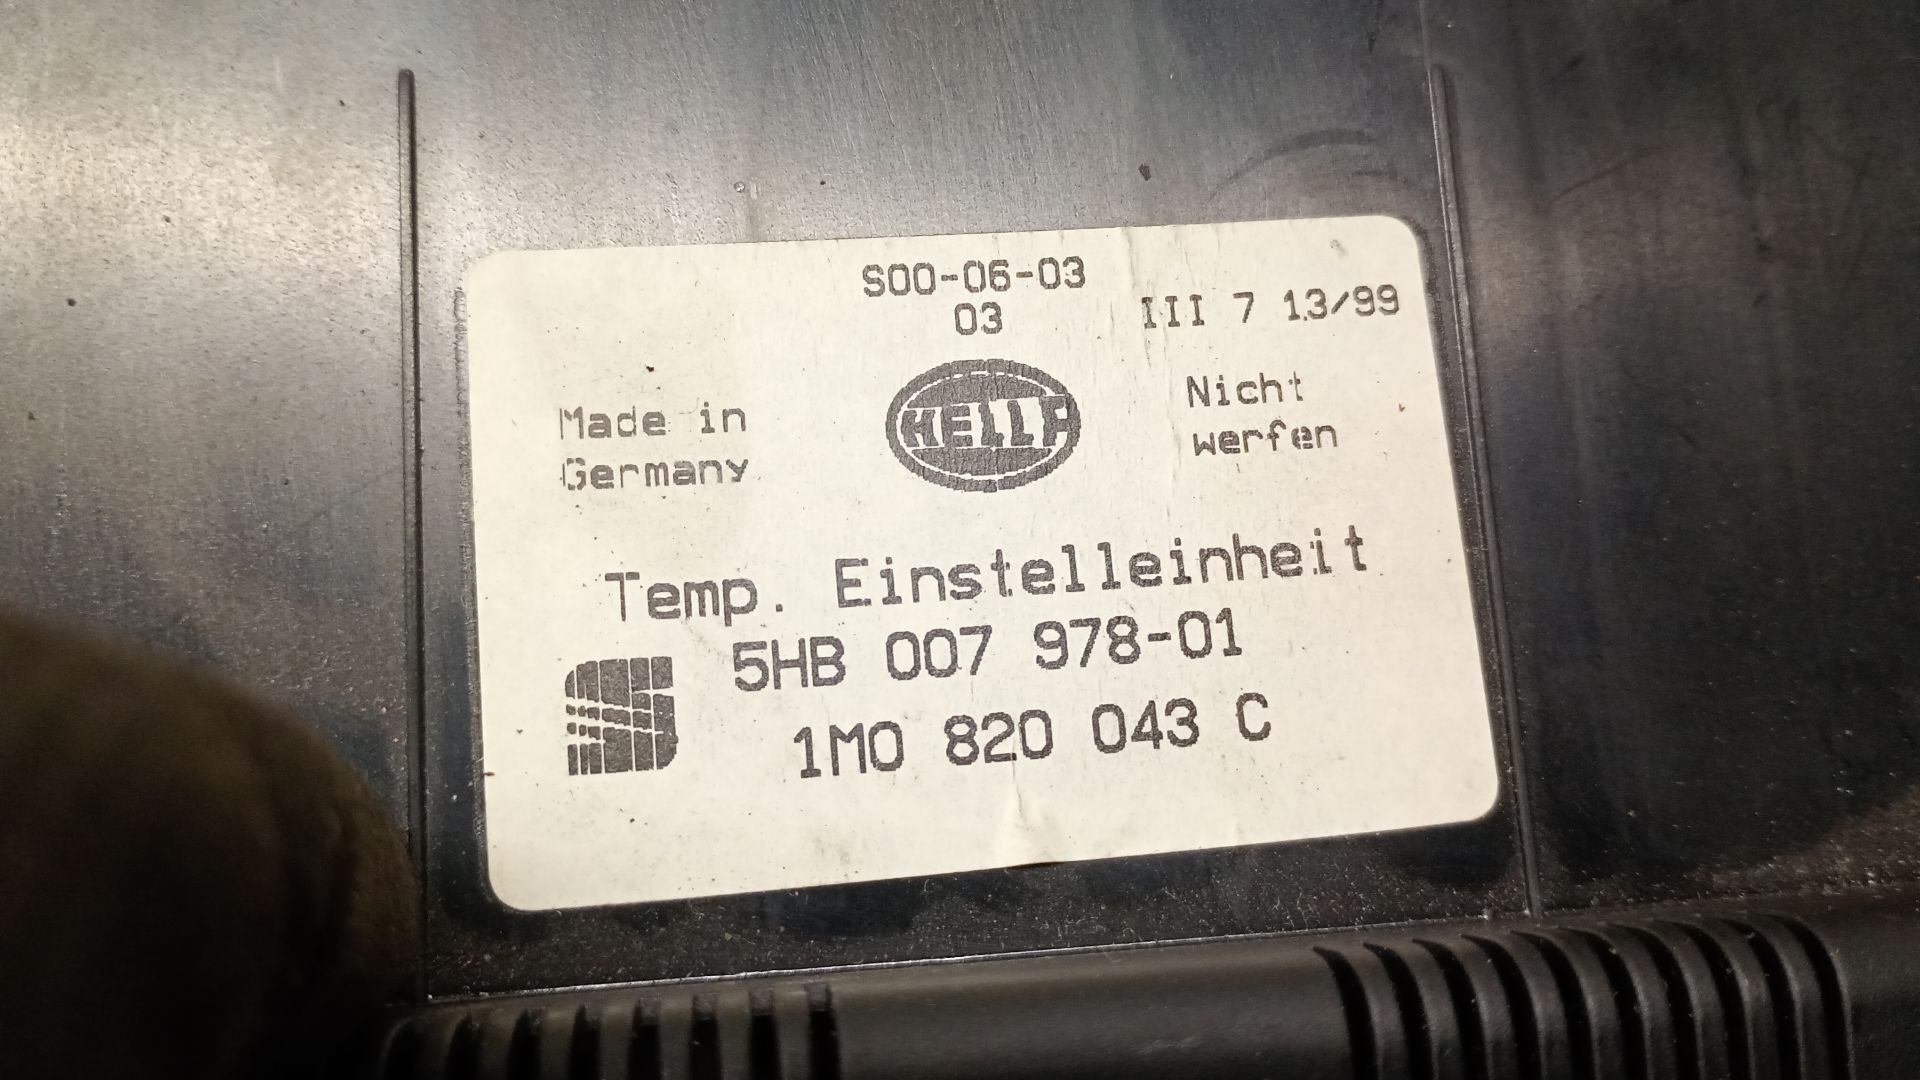 S00-06-03
03
III 7 13/99
Made in
Germany
HELLA
Nicht
werfen
Temp. Einstelleinheit
5HB 007 978-01
1M0 820 043 C